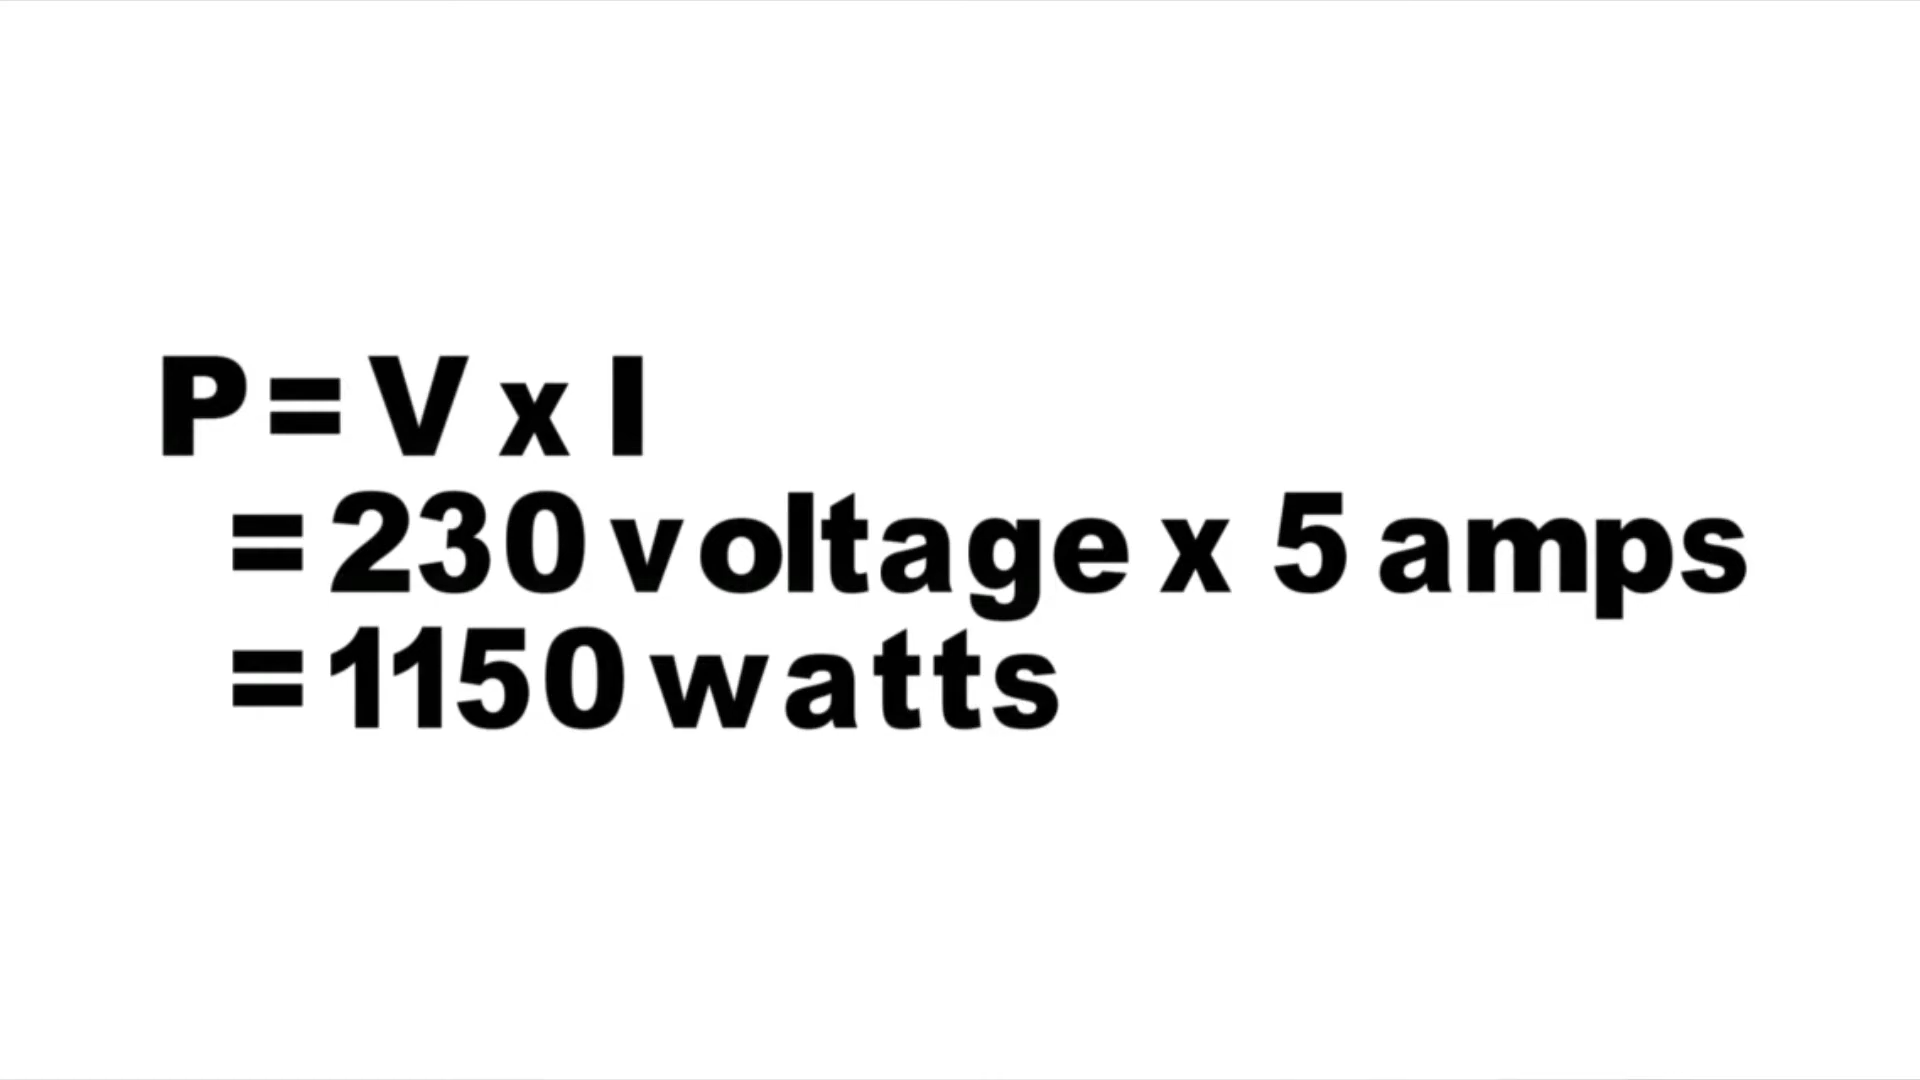 P = V x I
= 230 voltage x 5 amps
= 1150 watts